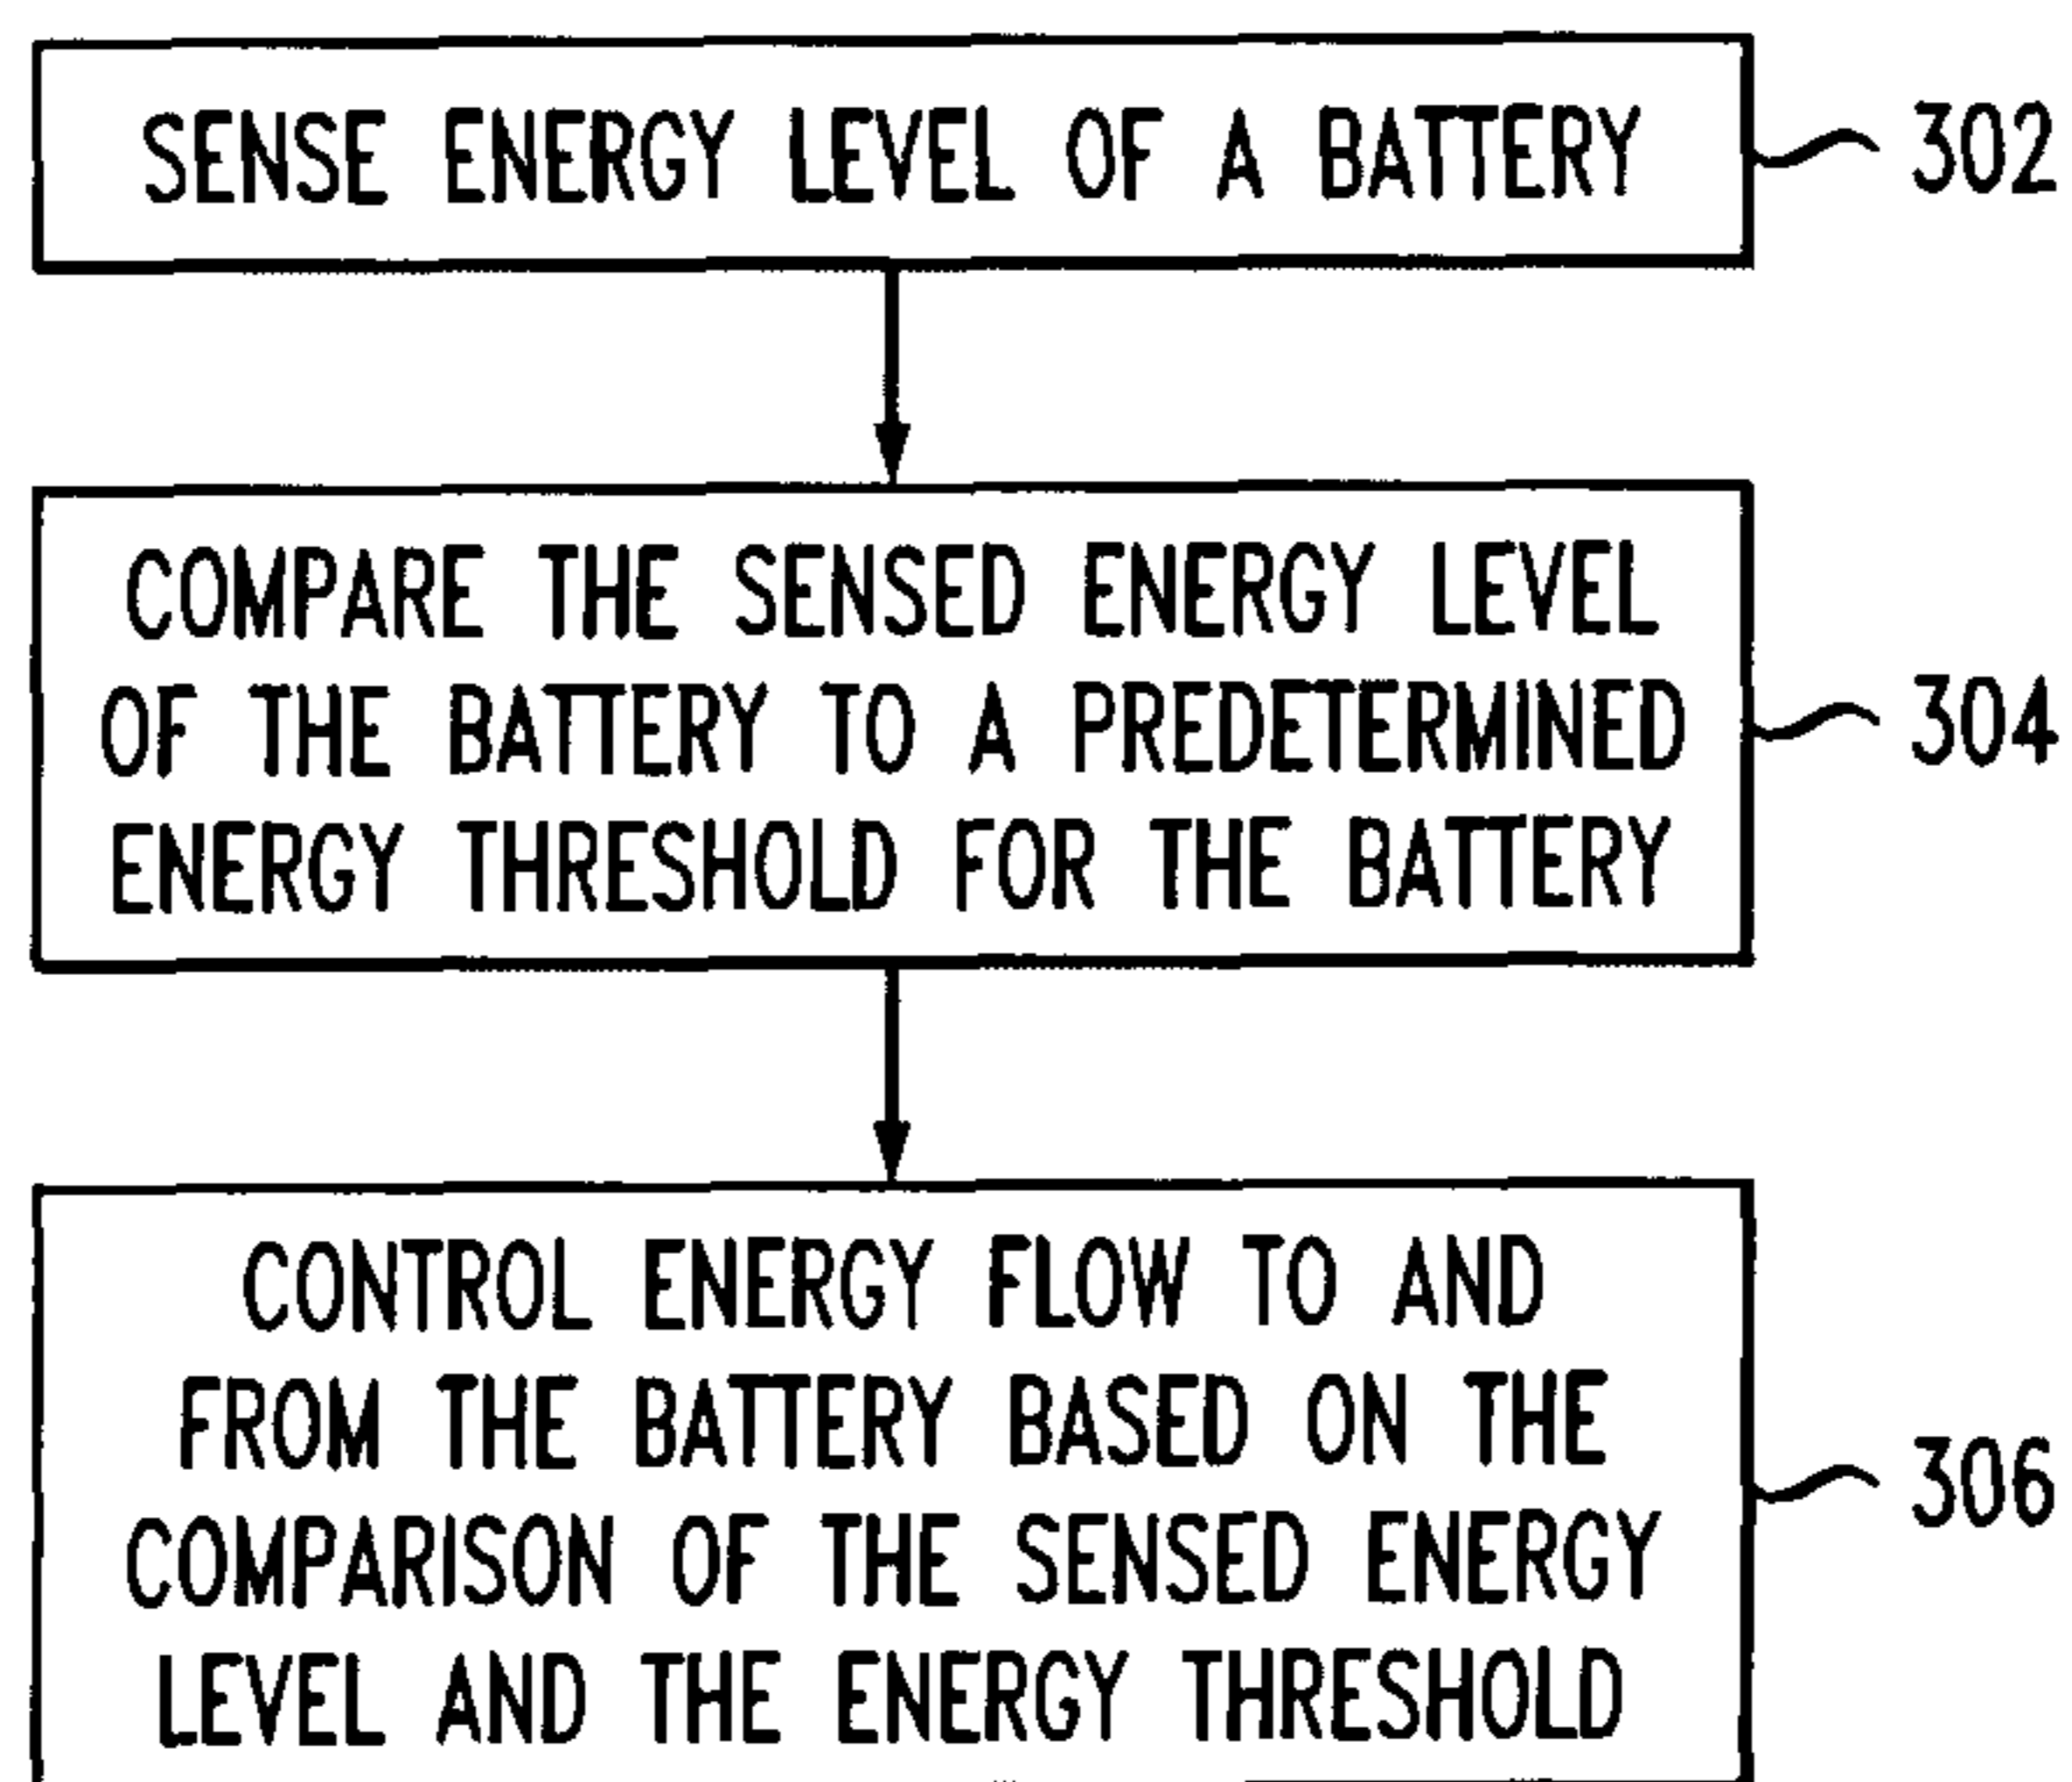 SENSE ENERGY LEVEL OF A BATTERY
302
COMPARE THE SENSED ENERGY LEVEL
OF THE BATTERY TO A PREDETERMINED
ENERGY THRESHOLD FOR THE BATTERY
304
CONTROL ENERGY FLOW TO AND
FROM THE BATTERY BASED ON THE
COMPARISON OF THE SENSED ENERGY
LEVEL AND THE ENERGY THRESHOLD
306